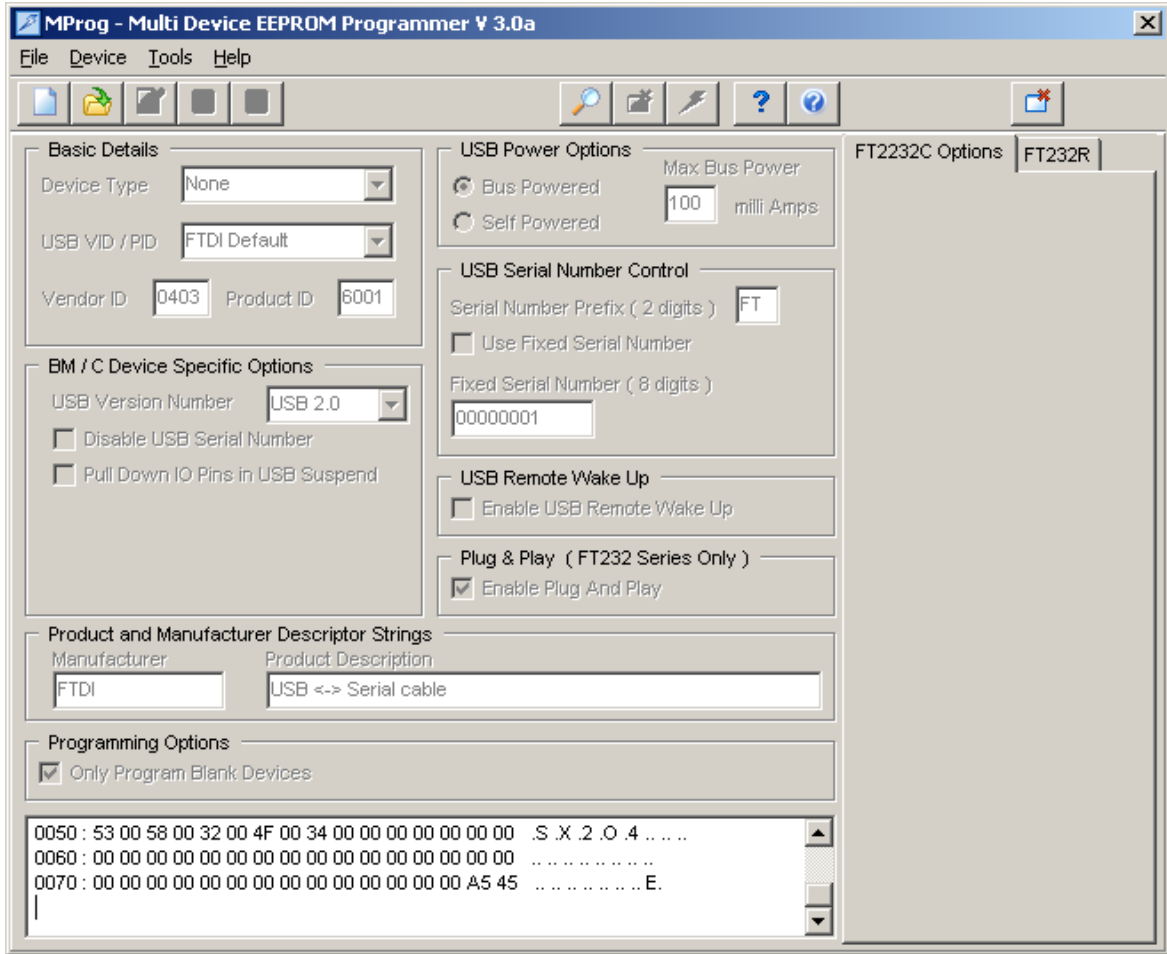 MProg - Multi Device EEPROM Programmer V 3.0a
File Device Tools Help
Basic Details
Device Type None
USB VID / PID FTDI Default
Vendor ID 0403 Product ID 6001
BM / C Device Specific Options
USB Version Number USB 2.0
Disable USB Serial Number
Pull Down IO Pins in USB Suspend
USB Power Options
Bus Powered
Self Powered
Max Bus Power
100 milli Amps
USB Serial Number Control
Serial Number Prefix ( 2 digits ) FT
Use Fixed Serial Number
Fixed Serial Number ( 8 digits )
00000001
USB Remote Wake Up
Enable USB Remote Wake Up
Plug & Play ( FT232 Series Only )
Enable Plug And Play
Product and Manufacturer Descriptor Strings
Manufacturer Product Description
FTDI USB <-> Serial cable
Programming Options
Only Program Blank Devices
0050 : 53 00 58 00 32 00 4F 00 34 00 00 00 00 00 00 00 .S .X .2 .O .4 .. .. ..
0060 : 00 00 00 00 00 00 00 00 00 00 00 00 00 00 00 00 .. .. .. .. .. .. .. ..
0070 : 00 00 00 00 00 00 00 00 00 00 00 00 00 00 A5 45 .. .. .. .. .. .. .. E.
FT2232C Options FT232R